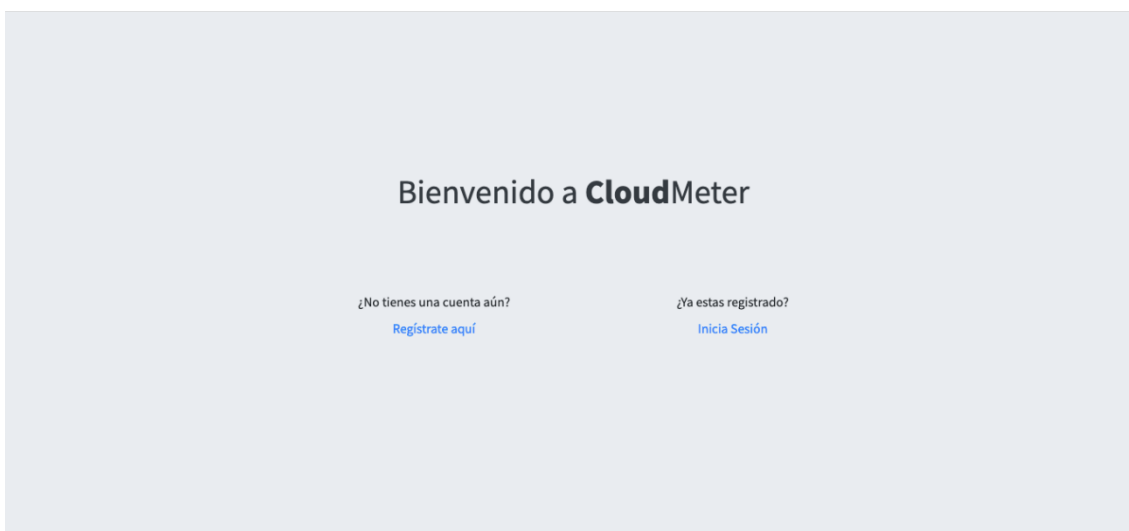 Bienvenido a CloudMeter
¿No tienes una cuenta aún?
Regístrate aquí
¿Ya estas registrado?
Inicia Sesión